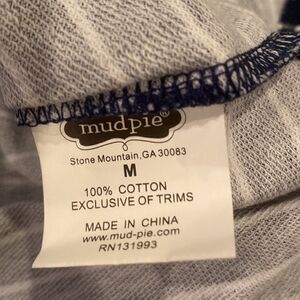 mudpie®
Stone Mountain, GA 30083
M
100% COTTON
EXCLUSIVE OF TRIMS
MADE IN CHINA
www.mud-pie.com
RN131993